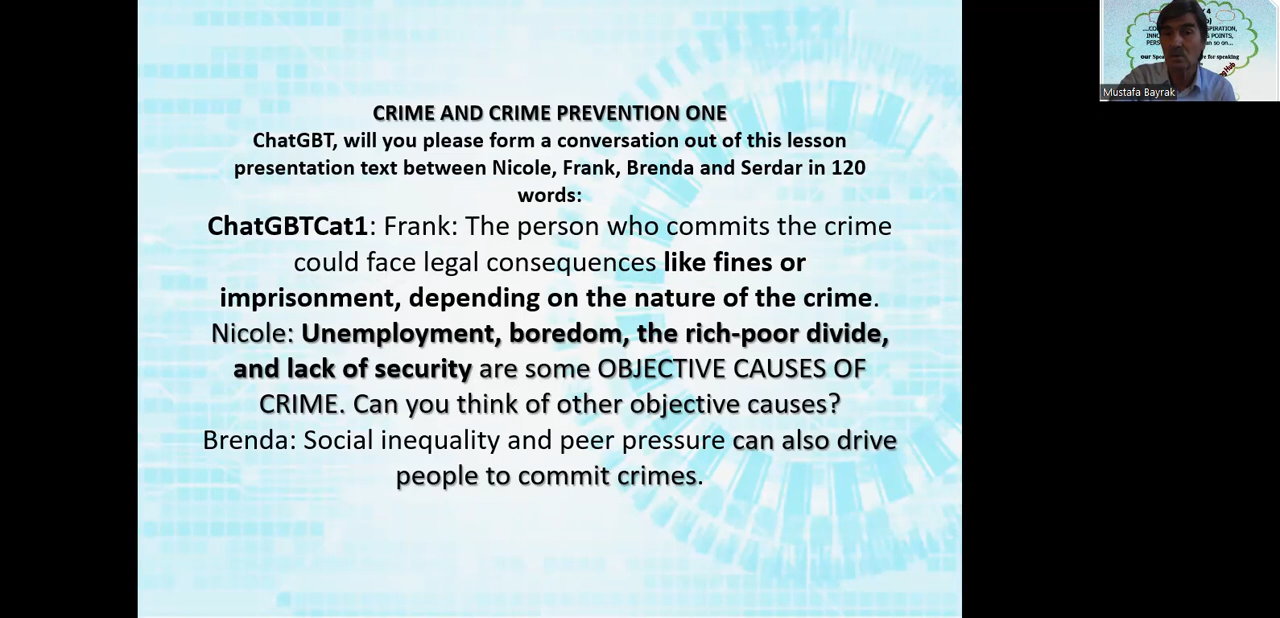 CRIME AND CRIME PREVENTION ONE
ChatGBT, will you please form a conversation out of this lesson
presentation text between Nicole, Frank, Brenda and Serdar in 120
words:
ChatGBTCat1: Frank: The person who commits the crime
could face legal consequences like fines or
imprisonment, depending on the nature of the crime.
Nicole: Unemployment, boredom, the rich-poor divide,
and lack of security are some OBJECTIVE CAUSES OF
CRIME. Can you think of other objective causes?
Brenda: Social inequality and peer pressure can also drive
people to commit crimes.
Mustafa Bayrak